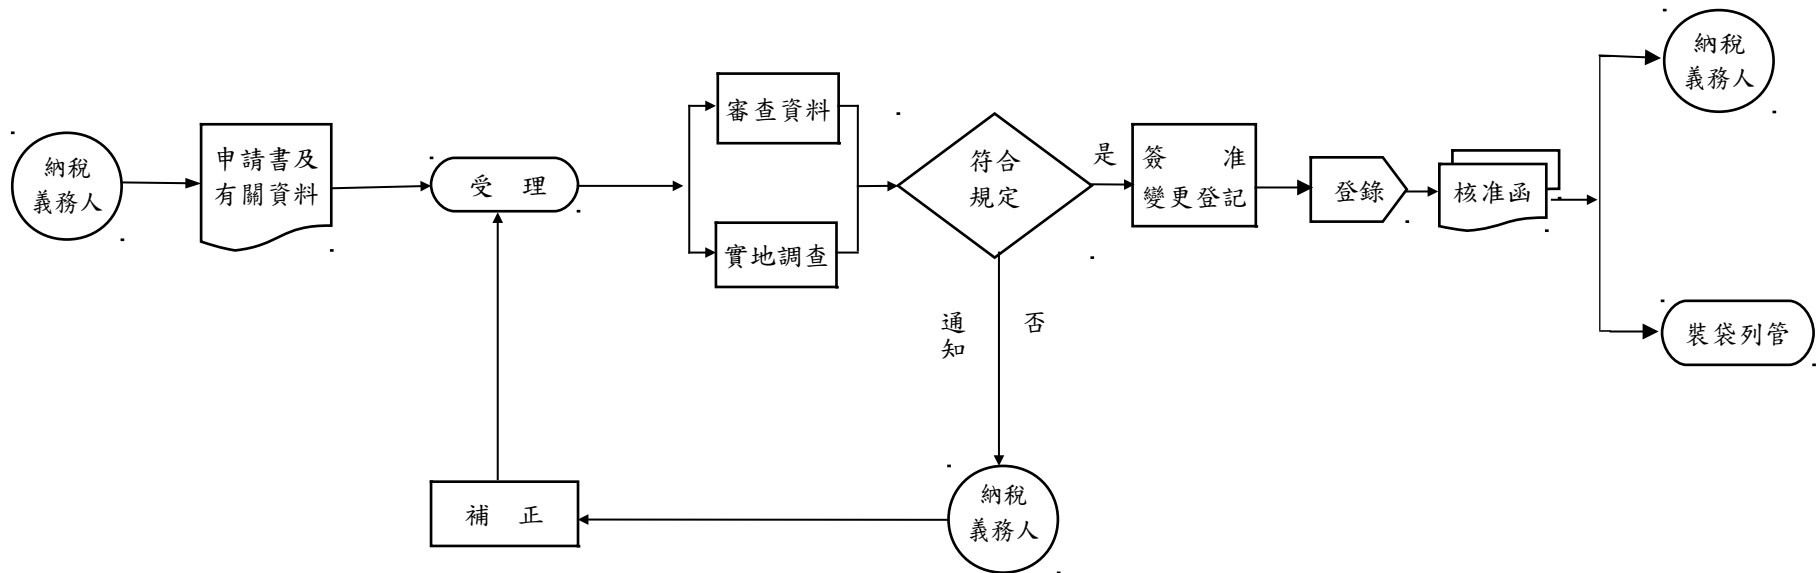 納稅
義務人
申請書及
有關資料
受　理
審查資料
實地調查
符合
規定
是
簽　　准
變更登記
登錄
核准函
納稅
義務人
裝袋列管
否
通
知
納稅
義務人
補　正